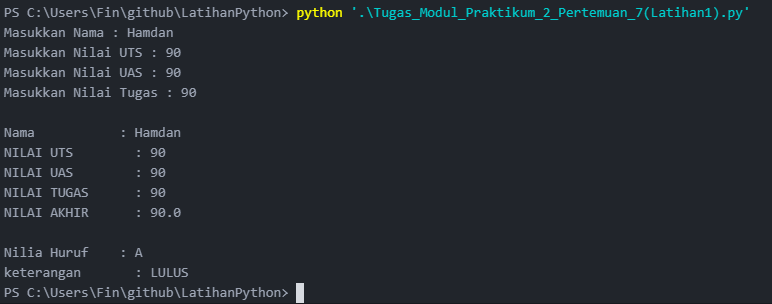 PS C:\Users\Fin\github\LatihanPython> python '.\Tugas_Modul_Praktikum_2_Pertemuan_7(Latihan1).py'
Masukkan Nama : Hamdan
Masukkan Nilai UTS : 90
Masukkan Nilai UAS : 90
Masukkan Nilai Tugas : 90
Nama : Hamdan
NILAI UTS : 90
NILAI UAS : 90
NILAI TUGAS : 90
NILAI AKHIR : 90.0
Nilia Huruf : A
keterangan : LULUS
PS C:\Users\Fin\github\LatihanPython>